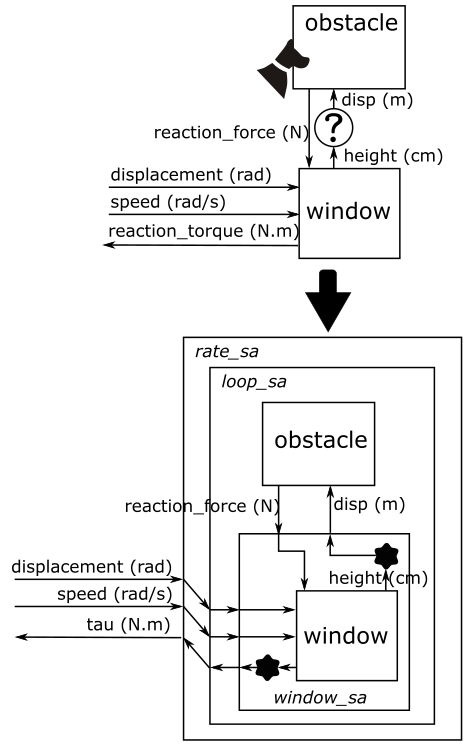 obstacle
disp (m)
?
reaction_force (N)
height (cm)
displacement (rad)
speed (rad/s)
window
reaction_torque (N.m)
rate_sa
loop_sa
obstacle
reaction_force (N)
disp (m)
displacement (rad)
height (cm)
speed (rad/s)
tau (N.m)
window
window_sa